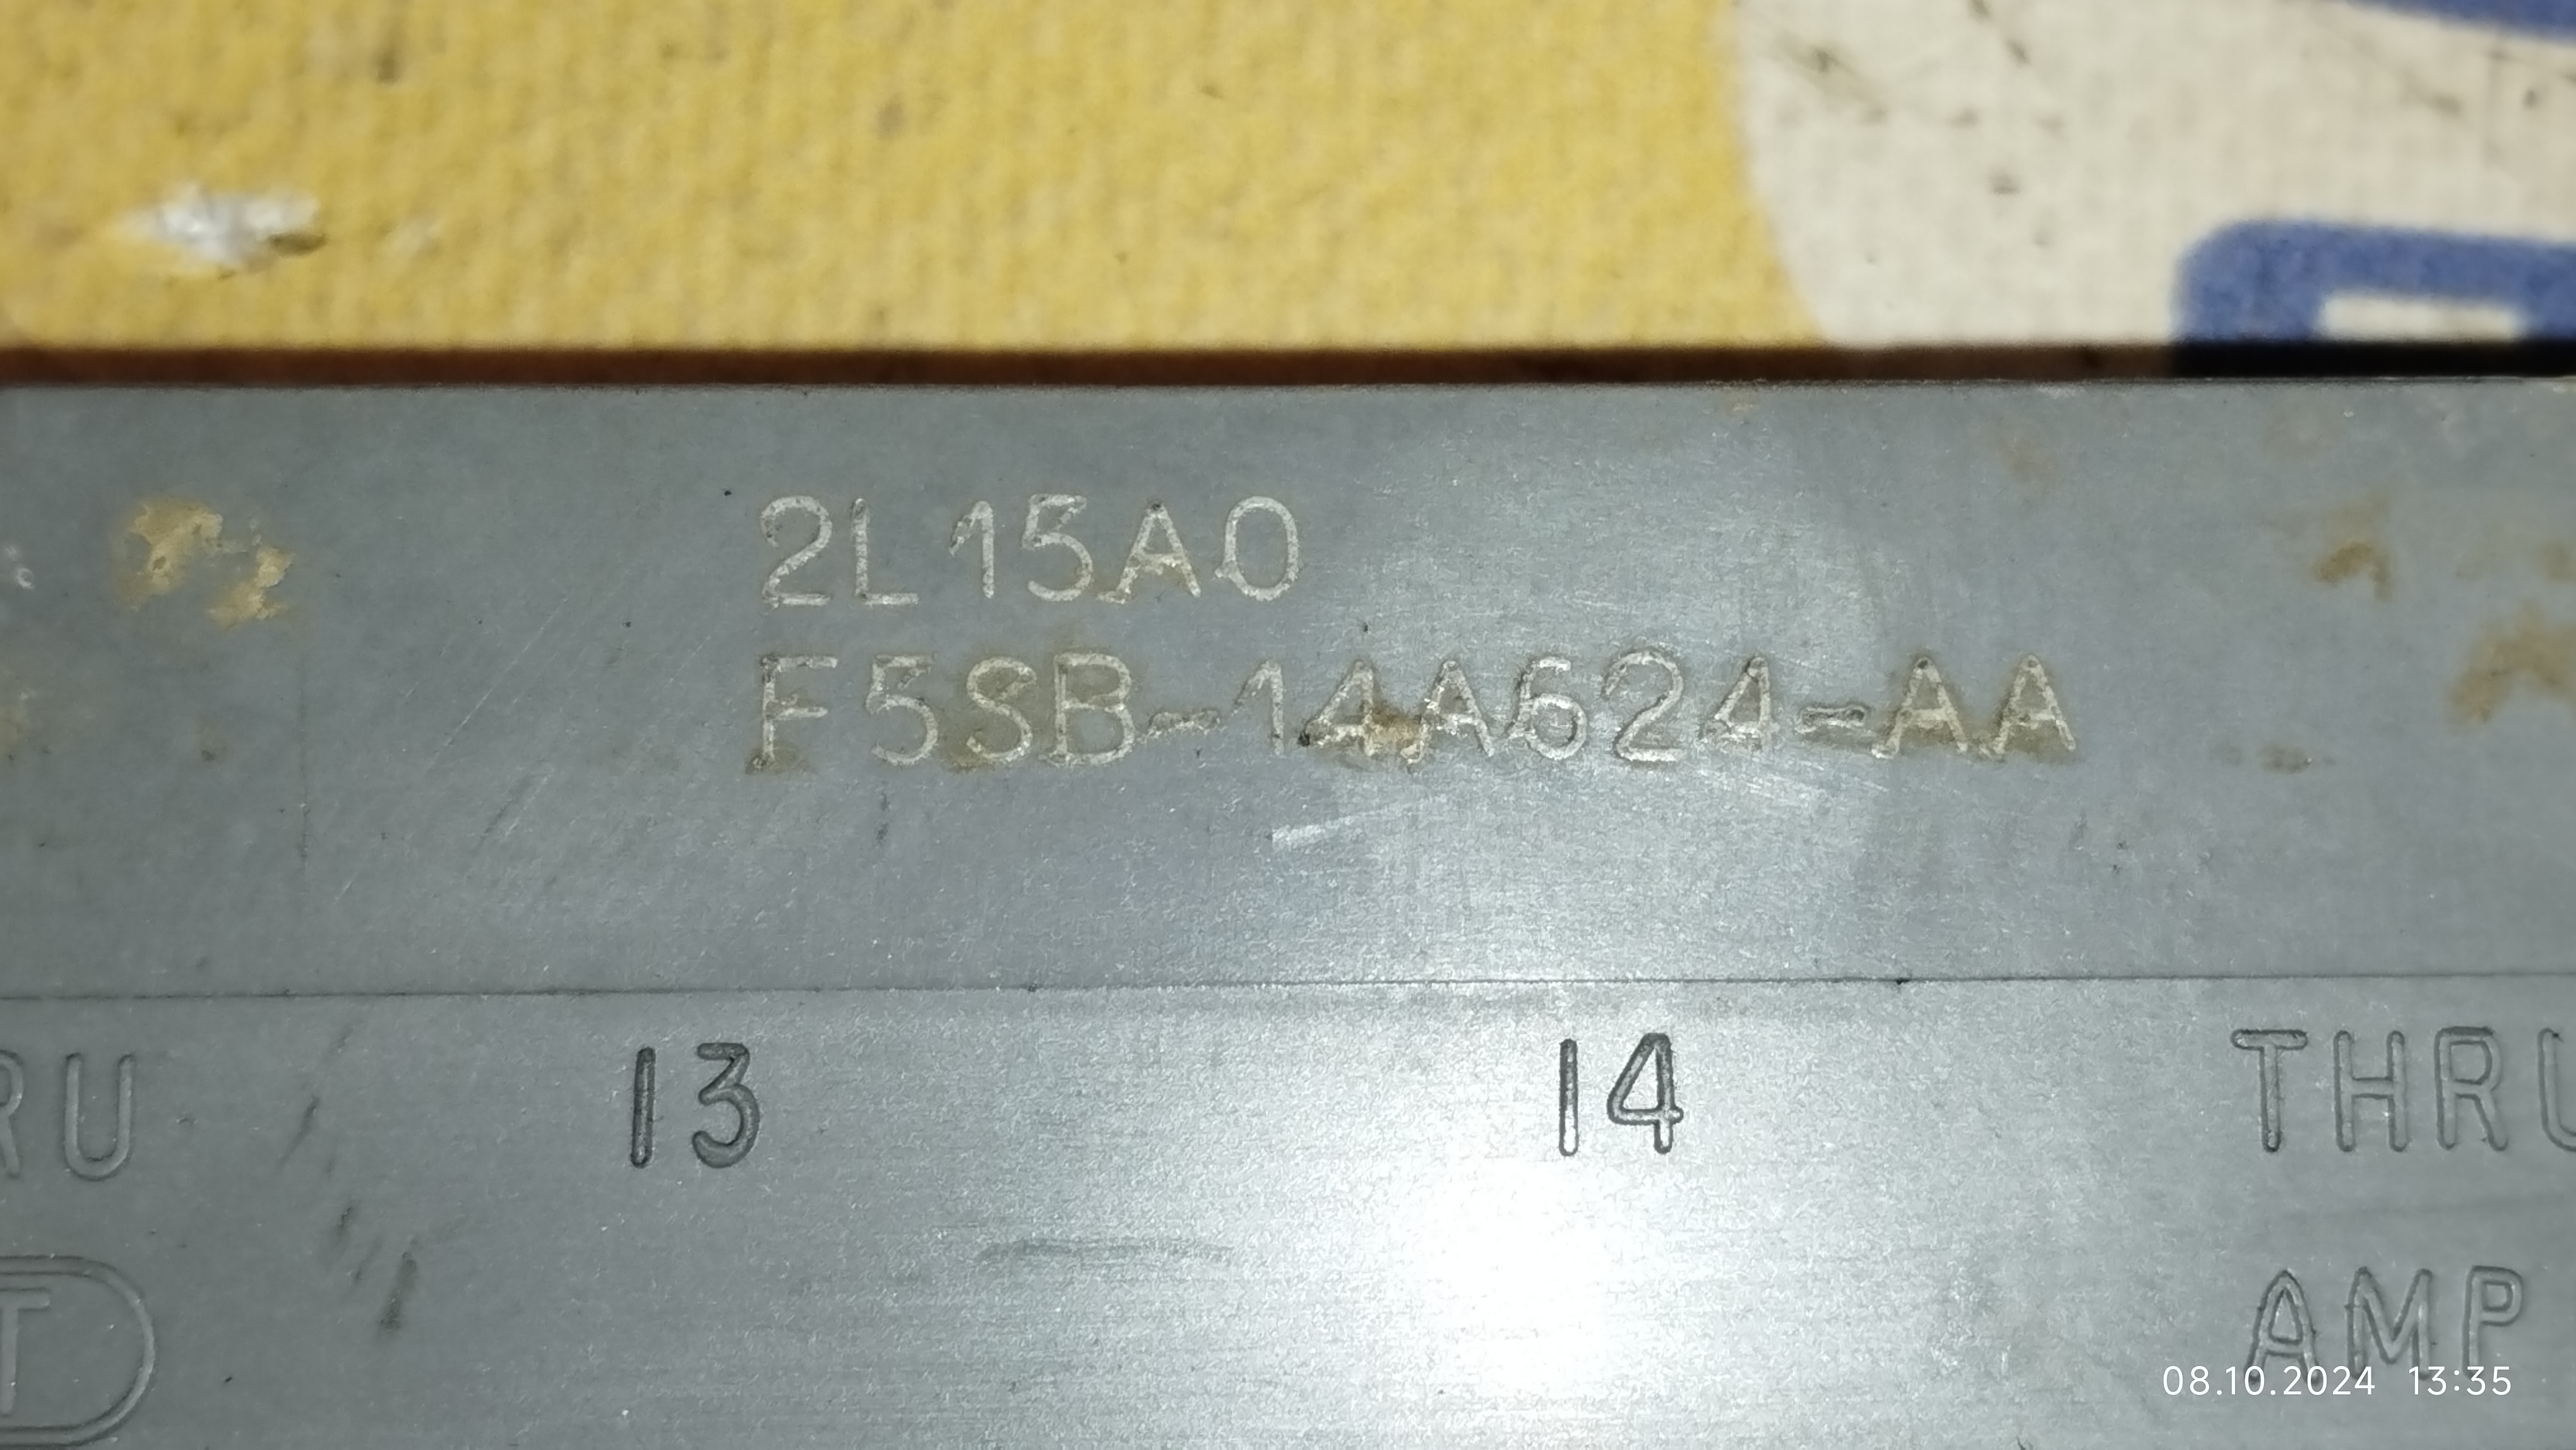 2L15A0
F5SB-14A624-AA
RU 13 14 THRU
T AMP
08.10.2024 13:35